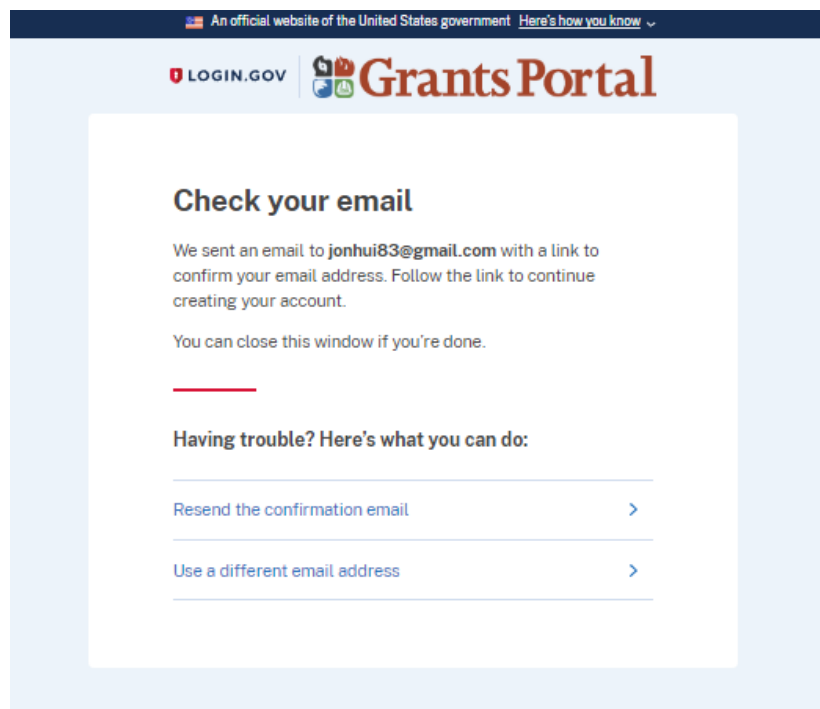 An official website of the United States government Here's how you know
LOGIN.GOV Grants Portal
Check your email
We sent an email to jonhui83@gmail.com with a link to
confirm your email address. Follow the link to continue
creating your account.
You can close this window if you're done.
Having trouble? Here's what you can do:
Resend the confirmation email
Use a different email address